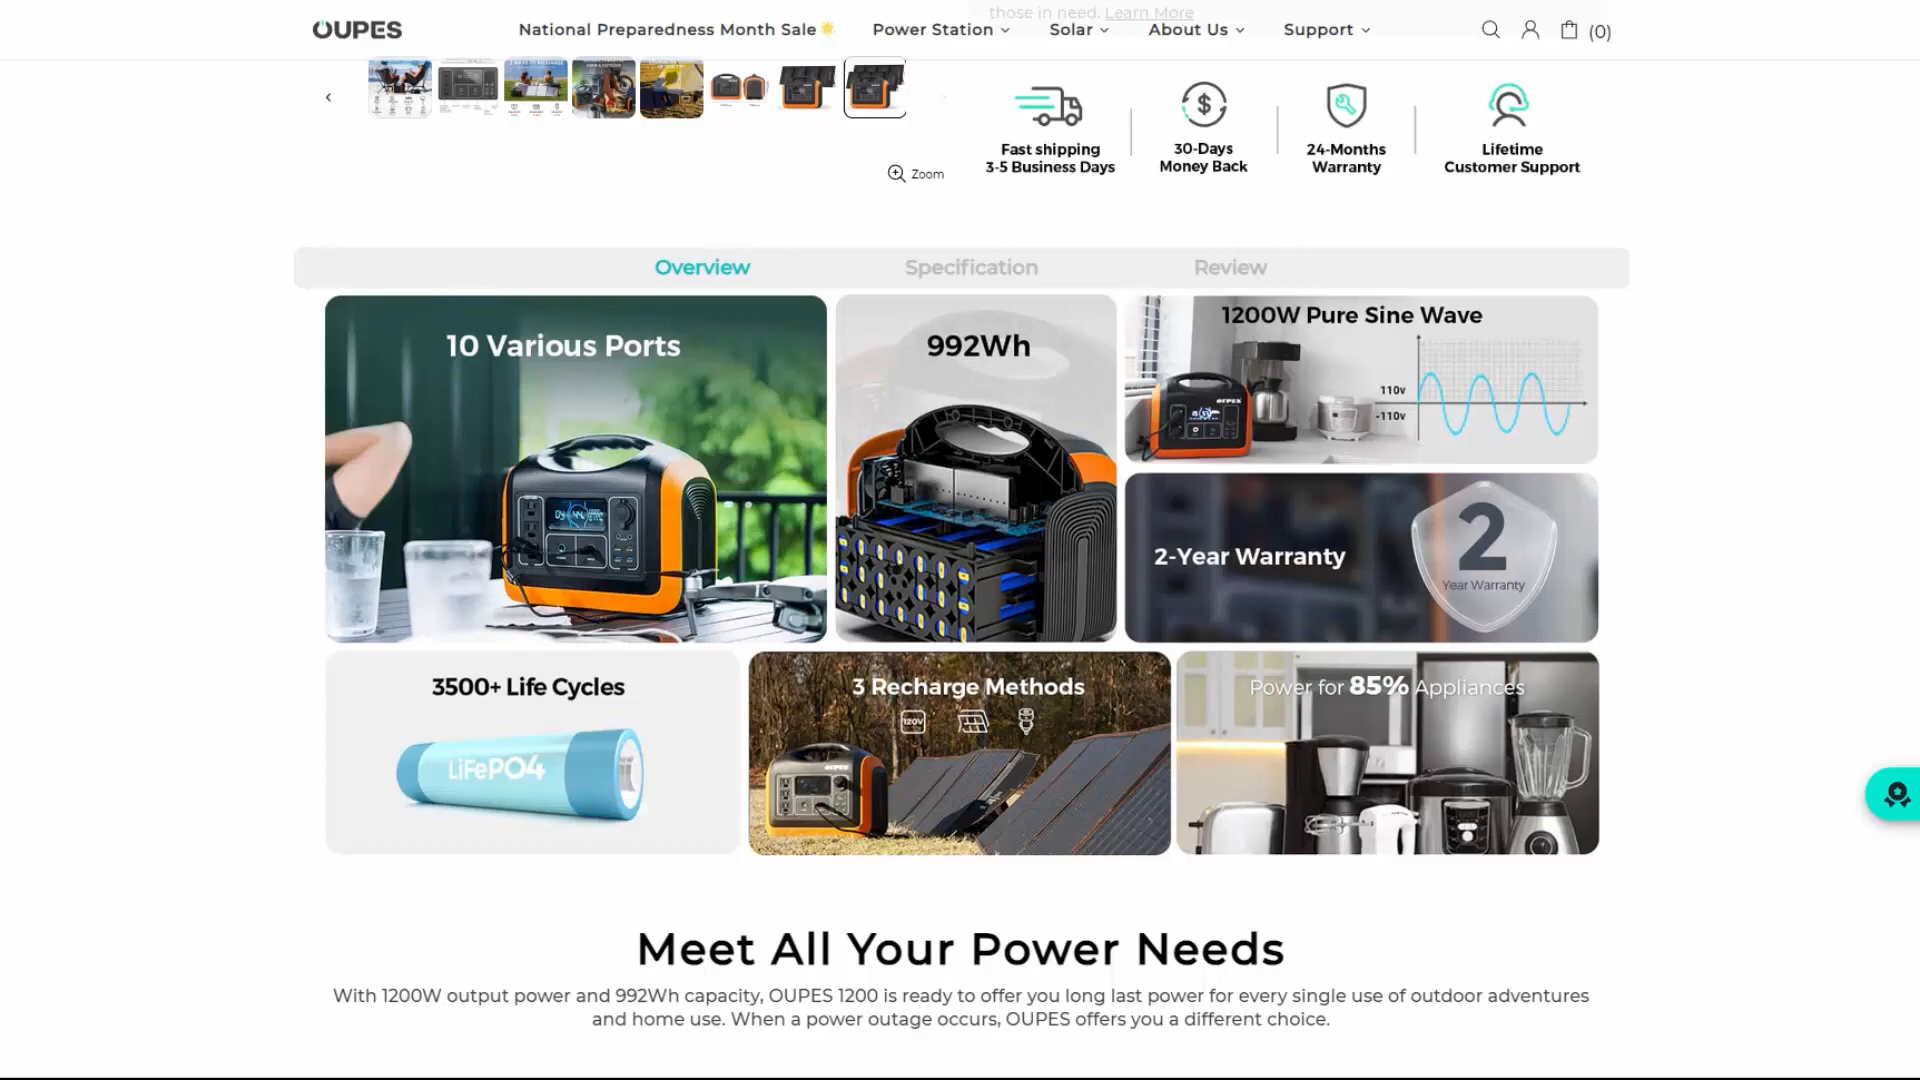 those in need. Learn More
OUPES
National Preparedness Month Sale
Power Station
Solar
About Us
Support
(0)
Zoom
Fast shipping
3-5 Business Days
30-Days
Money Back
24-Months
Warranty
Lifetime
Customer Support
Overview
Specification
Review
10 Various Ports
992Wh
1200W Pure Sine Wave
110v
-110v
OUPES
2-Year Warranty
2
Year Warranty
3500+ Life Cycles
LiFePO4
3 Recharge Methods
120V
OUPES
Power for 85% Appliances
Meet All Your Power Needs
With 1200W output power and 992Wh capacity, OUPES 1200 is ready to offer you long last power for every single use of outdoor adventures
and home use. When a power outage occurs, OUPES offers you a different choice.